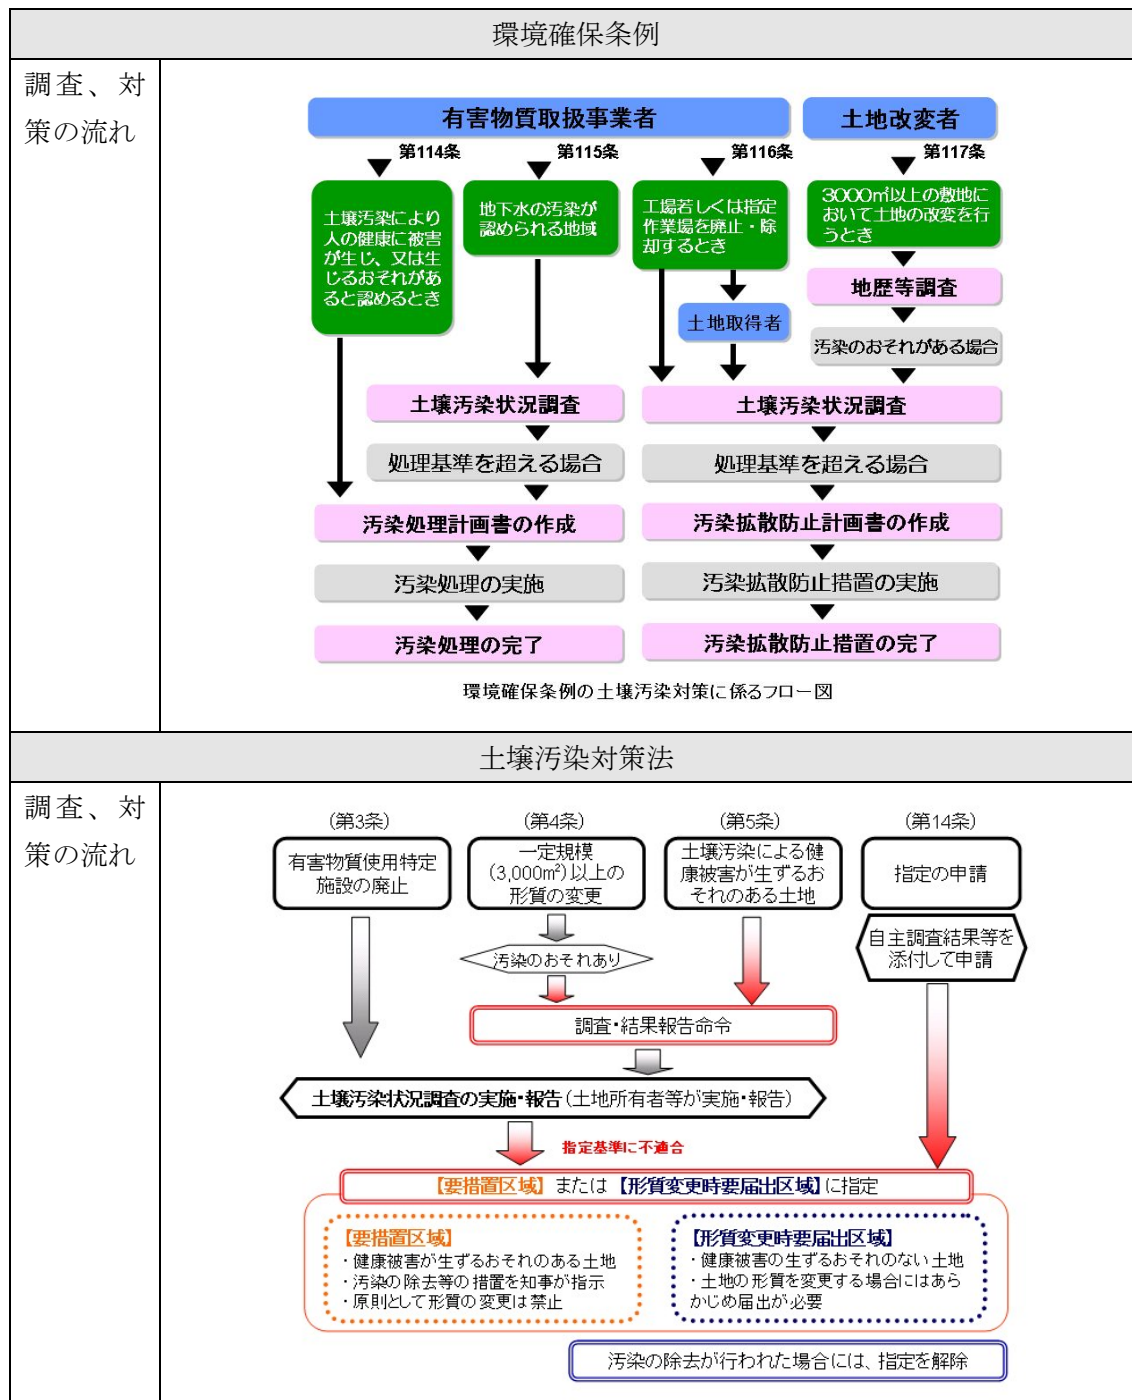 環境確保条例
調査、対
策の流れ
有害物質取扱事業者
土地改変者
第114条
第115条
第116条
第117条
土壌汚染により
人の健康に被害
が生じ、又は生
じるおそれがあ
ると認めるとき
地下水の汚染が
認められる地域
工場若しくは指定
作業場を廃止・除
却するとき
3000㎡以上の敷地に
おいて土地の改変を行
うとき
地歴等調査
土地取得者
汚染のおそれがある場合
土壌汚染状況調査
土壌汚染状況調査
処理基準を超える場合
処理基準を超える場合
汚染処理計画書の作成
汚染拡散防止計画書の作成
汚染処理の実施
汚染拡散防止措置の実施
汚染処理の完了
汚染拡散防止措置の完了
環境確保条例の土壌汚染対策に係るフロー図
土壌汚染対策法
調査、対
策の流れ
(第3条)
(第4条)
(第5条)
(第14条)
有害物質使用特定
施設の廃止
一定規模
(3,000㎡)以上の
形質の変更
土壌汚染による健
康被害が生ずるお
それのある土地
指定の申請
汚染のおそれあり
自主調査結果等を
添付して申請
調査・結果報告命令
土壌汚染状況調査の実施・報告(土地所有者等が実施・報告)
指定基準に不適合
【要措置区域】または【形質変更時要届出区域】に指定
【要措置区域】
・健康被害が生ずるおそれのある土地
・汚染の除去等の措置を知事が指示
・原則として形質の変更は禁止
【形質変更時要届出区域】
・健康被害の生ずるおそれのない土地
・土地の形質を変更する場合にはあら
かじめ届出が必要
汚染の除去が行われた場合には、指定を解除